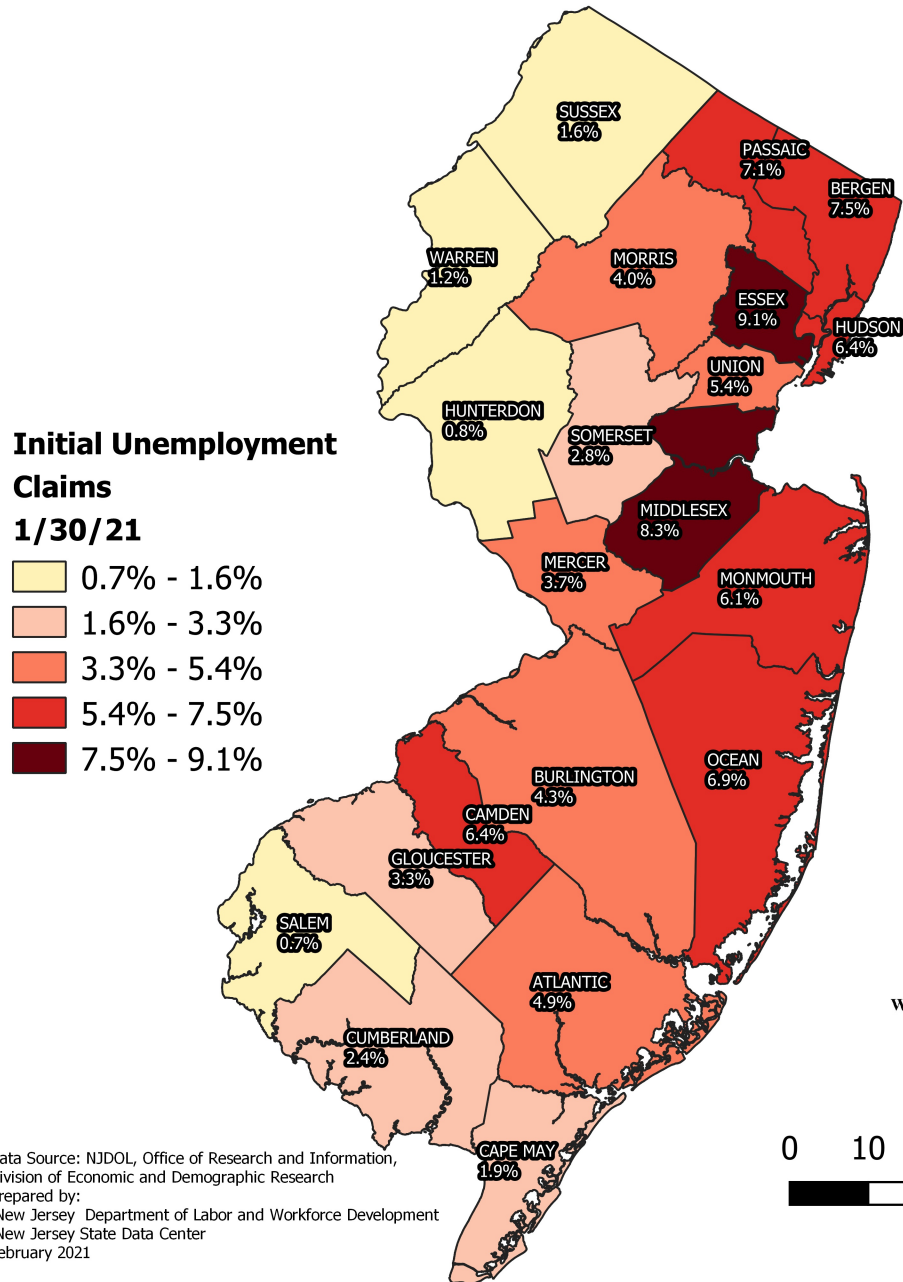 SUSSEX
1.6%
PASSAIC
7.1%
BERGEN
7.5%
WARREN
1.2%
MORRIS
4.0%
ESSEX
9.1%
HUDSON
6.4%
UNION
5.4%
HUNTERDON
0.8%
SOMERSET
2.8%
Initial Unemployment
Claims
1/30/21
0.7% - 1.6%
1.6% - 3.3%
3.3% - 5.4%
5.4% - 7.5%
7.5% - 9.1%
MIDDLESEX
8.3%
MERCER
3.7%
MONMOUTH
6.1%
OCEAN
6.9%
BURLINGTON
4.3%
CAMDEN
6.4%
GLOUCESTER
3.3%
SALEM
0.7%
ATLANTIC
4.9%
W
CUMBERLAND
2.4%
CAPE MAY
1.9%
0 10
ata Source: NJDOL, Office of Research and Information,
ivision of Economic and Demographic Research
repared by:
New Jersey Department of Labor and Workforce Development
New Jersey State Data Center
ebruary 2021